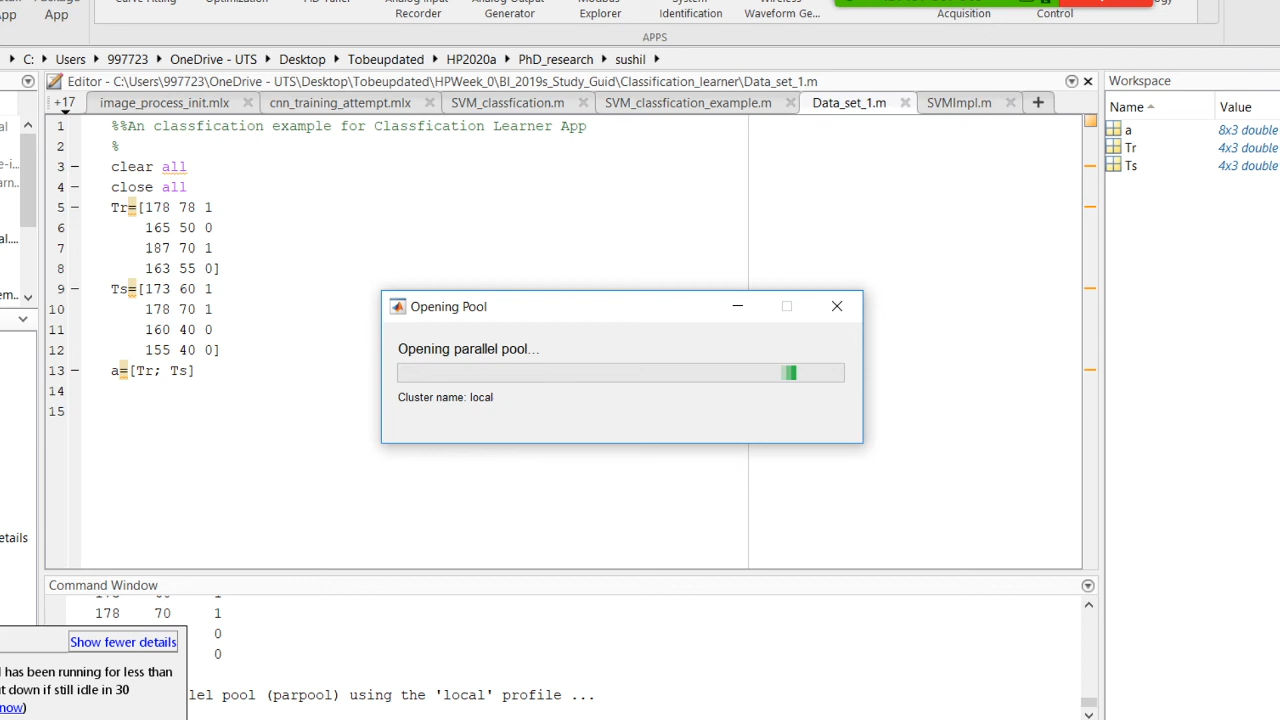 App
App
Recorder
Generator
Explorer
Identification
Waveform Ge...
Acquisition
Control
APPS
C: Users 997723 OneDrive - UTS Desktop Tobeupdated HP2020a PhD_research sushil
Editor - C:\Users\997723\OneDrive - UTS\Desktop\Tobeupdated\HPWeek_0\BI_2019s_Study_Guid\Classification_learner\Data_set_1.m
+17 image_process_init.mlx cnn_training_attempt.mlx SVM_classfication.m SVM_classfication_example.m Data_set_1.m SVMImpl.m
1 %%An classfication example for Classfication Learner App
2 %
3 clear all
4 close all
5 Tr=[178 78 1
6 165 50 0
7 187 70 1
8 163 55 0]
9 Ts=[173 60 1
10 178 70 1
11 160 40 0
12 155 40 0]
13 a=[Tr; Ts]
14
15
Opening Pool
Opening parallel pool...
Cluster name: local
Workspace
Name Value
a 8x3 double
Tr 4x3 double
Ts 4x3 double
Command Window
178 70 1
0
0
lel pool (parpool) using the 'local' profile ...
Show fewer details
l has been running for less than
t down if still idle in 30
now)
etails